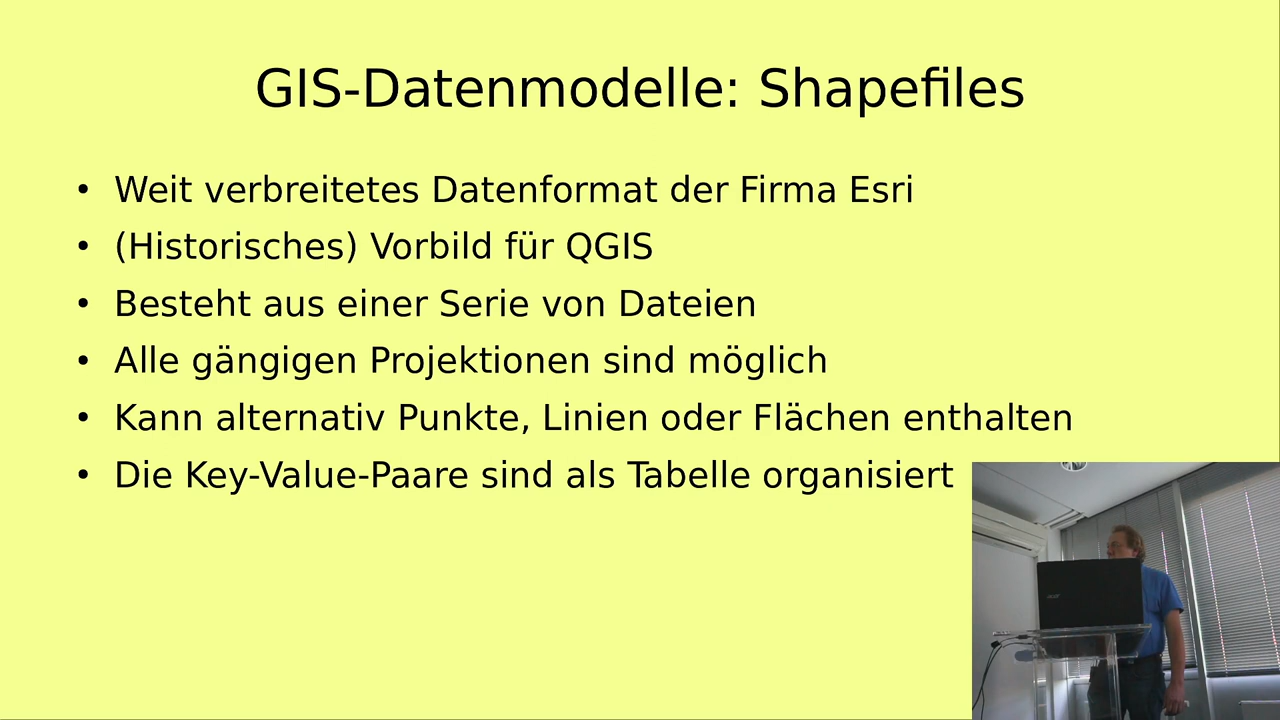 GIS-Datenmodelle: Shapefiles
• Weit verbreitetes Datenformat der Firma Esri
• (Historisches) Vorbild für QGIS
• Besteht aus einer Serie von Dateien
• Alle gängigen Projektionen sind möglich
• Kann alternativ Punkte, Linien oder Flächen enthalten
• Die Key-Value-Paare sind als Tabelle organisiert